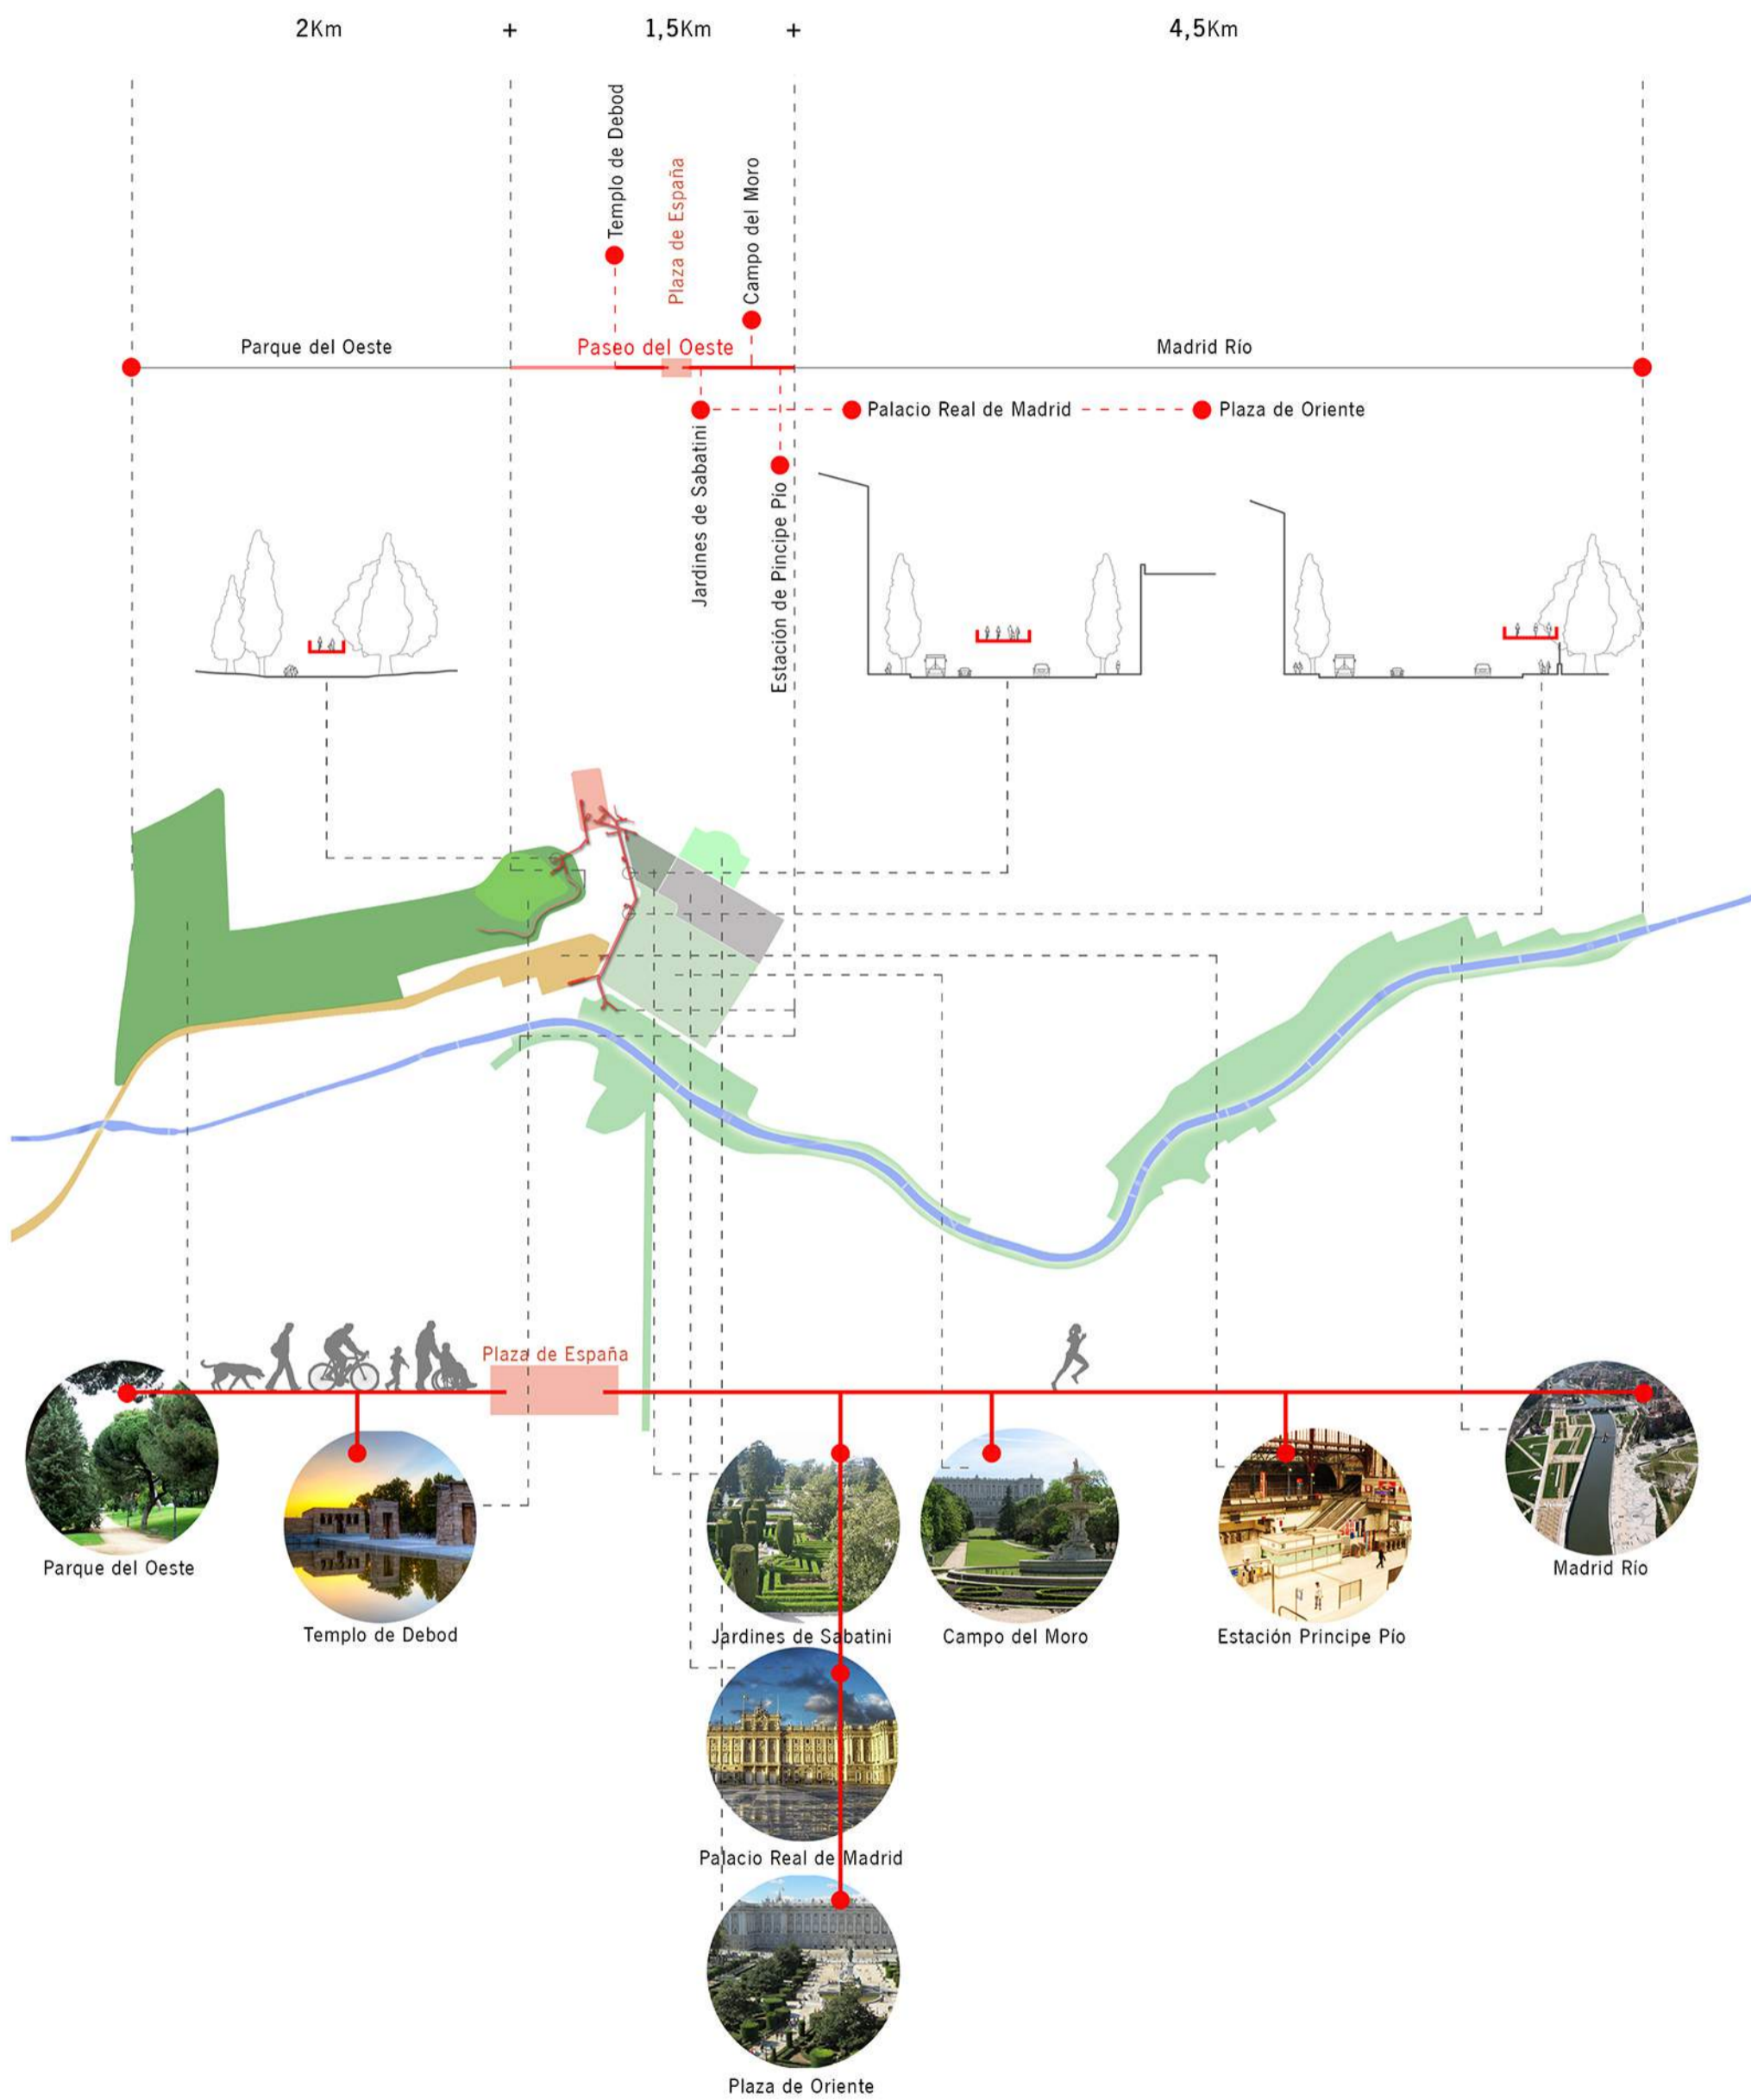 2Km + 1,5Km + 4,5Km
Templo de Debod
Plaza de España
Campo del Moro
Parque del Oeste
Paseo del Oeste
Madrid Río
Palacio Real de Madrid
Plaza de Oriente
Jardines de Sabatini
Estación de Pincipe Pío
Plaza de España
Parque del Oeste
Madrid Río
Templo de Debod
Jardines de Sabatini
Campo del Moro
Estación Principe Pío
Palacio Real de Madrid
Plaza de Oriente